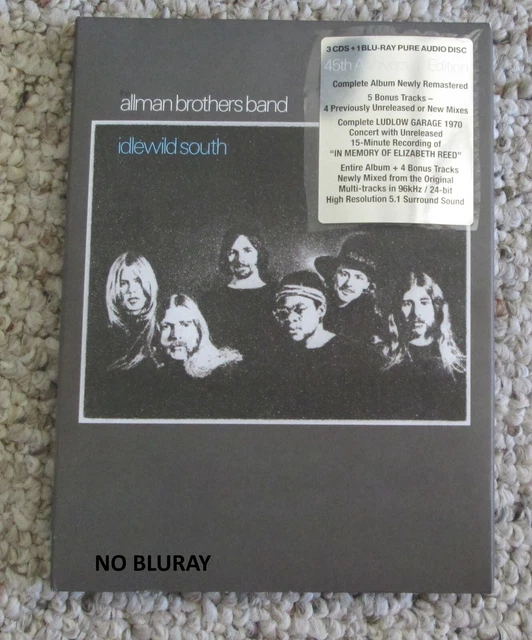 allman brothers band
idlewild south
3 CDS + 1 BLU-RAY PURE AUDIO DISC
45th Anniversary Edition
Complete Album Newly Remastered
5 Bonus Tracks –
4 Previously Unreleased or New Mixes
Complete LUDLOW GARAGE 1970
Concert with Unreleased
15-Minute Recording of
"IN MEMORY OF ELIZABETH REED"
Entire Album + 4 Bonus Tracks
Newly Mixed from the Original
Multi-tracks in 96kHz / 24-bit
High Resolution 5.1 Surround Sound
NO BLURAY